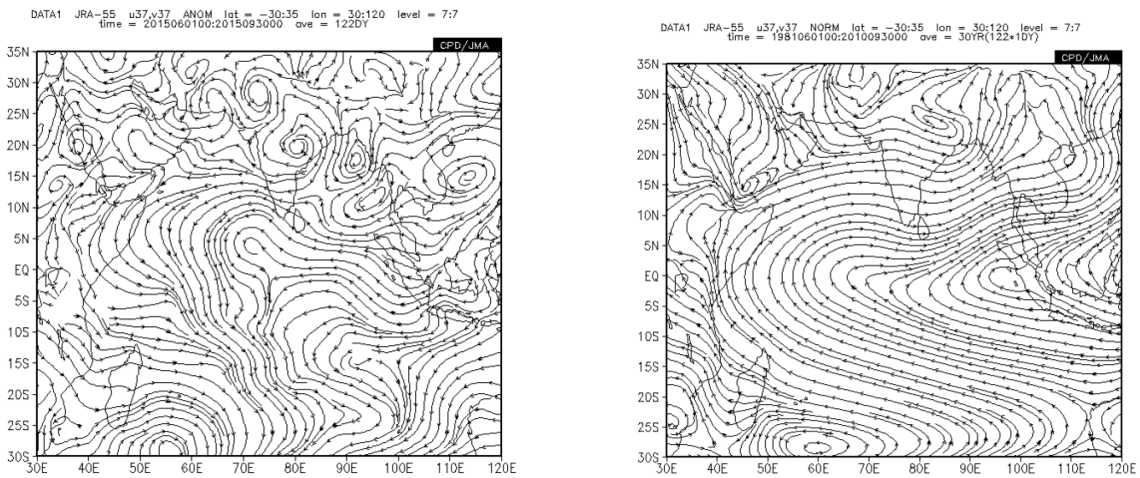 DATA1 JRA-55 u37,v37 ANOM lat = -30:35 lon = 30:120 level = 7:7
time = 2015060100:2015093000 ave = 122DY
CPD/JMA
35N
30N
25N
20N
15N
10N
5N
EQ
5S
10S
15S
20S
25S
30S
30E 40E 50E 60E 70E 80E 90E 100E 110E 120E
DATA1 JRA-55 u37,v37 NORM lat = -30:35 lon = 30:120 level = 7:7
time = 1981060100:2010093000 ave = 30YR(122*1DY)
CPD/JMA
35N
30N
25N
20N
15N
10N
5N
EQ
5S
10S
15S
20S
25S
30S
30E 40E 50E 60E 70E 80E 90E 100E 110E 120E